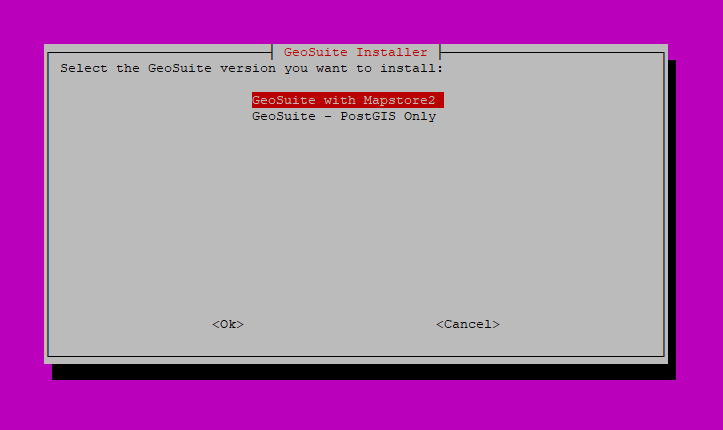 GeoSuite Installer
Select the GeoSuite version you want to install:
GeoSuite with Mapstore2
GeoSuite - PostGIS Only
<Ok> <Cancel>